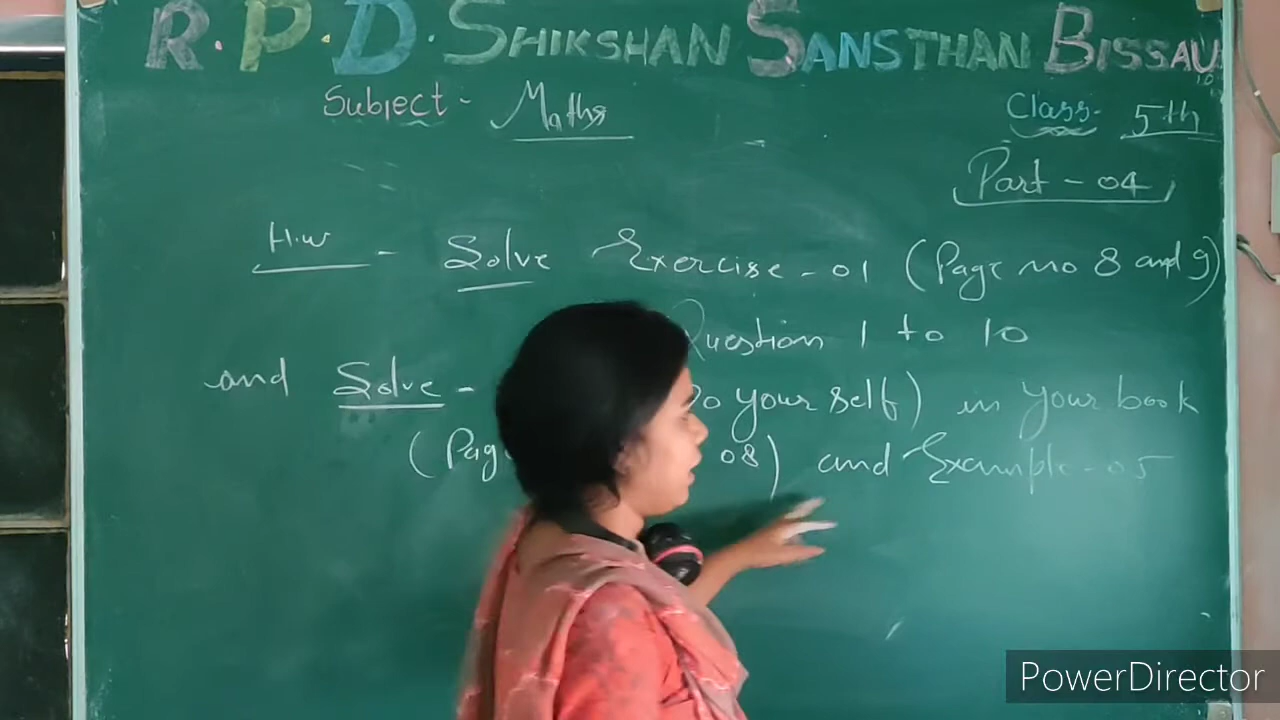 R.P.D. SHIKSHAN SANSTHAN BISSAU
Subject - Maths
Class- 5th
Part - 04
H.W - Solve Exercise - 01 (Page no 8 and 9)
Question 1 to 10
and Solve - Do your self) in your book
( 08) and Example - 05
PowerDirector